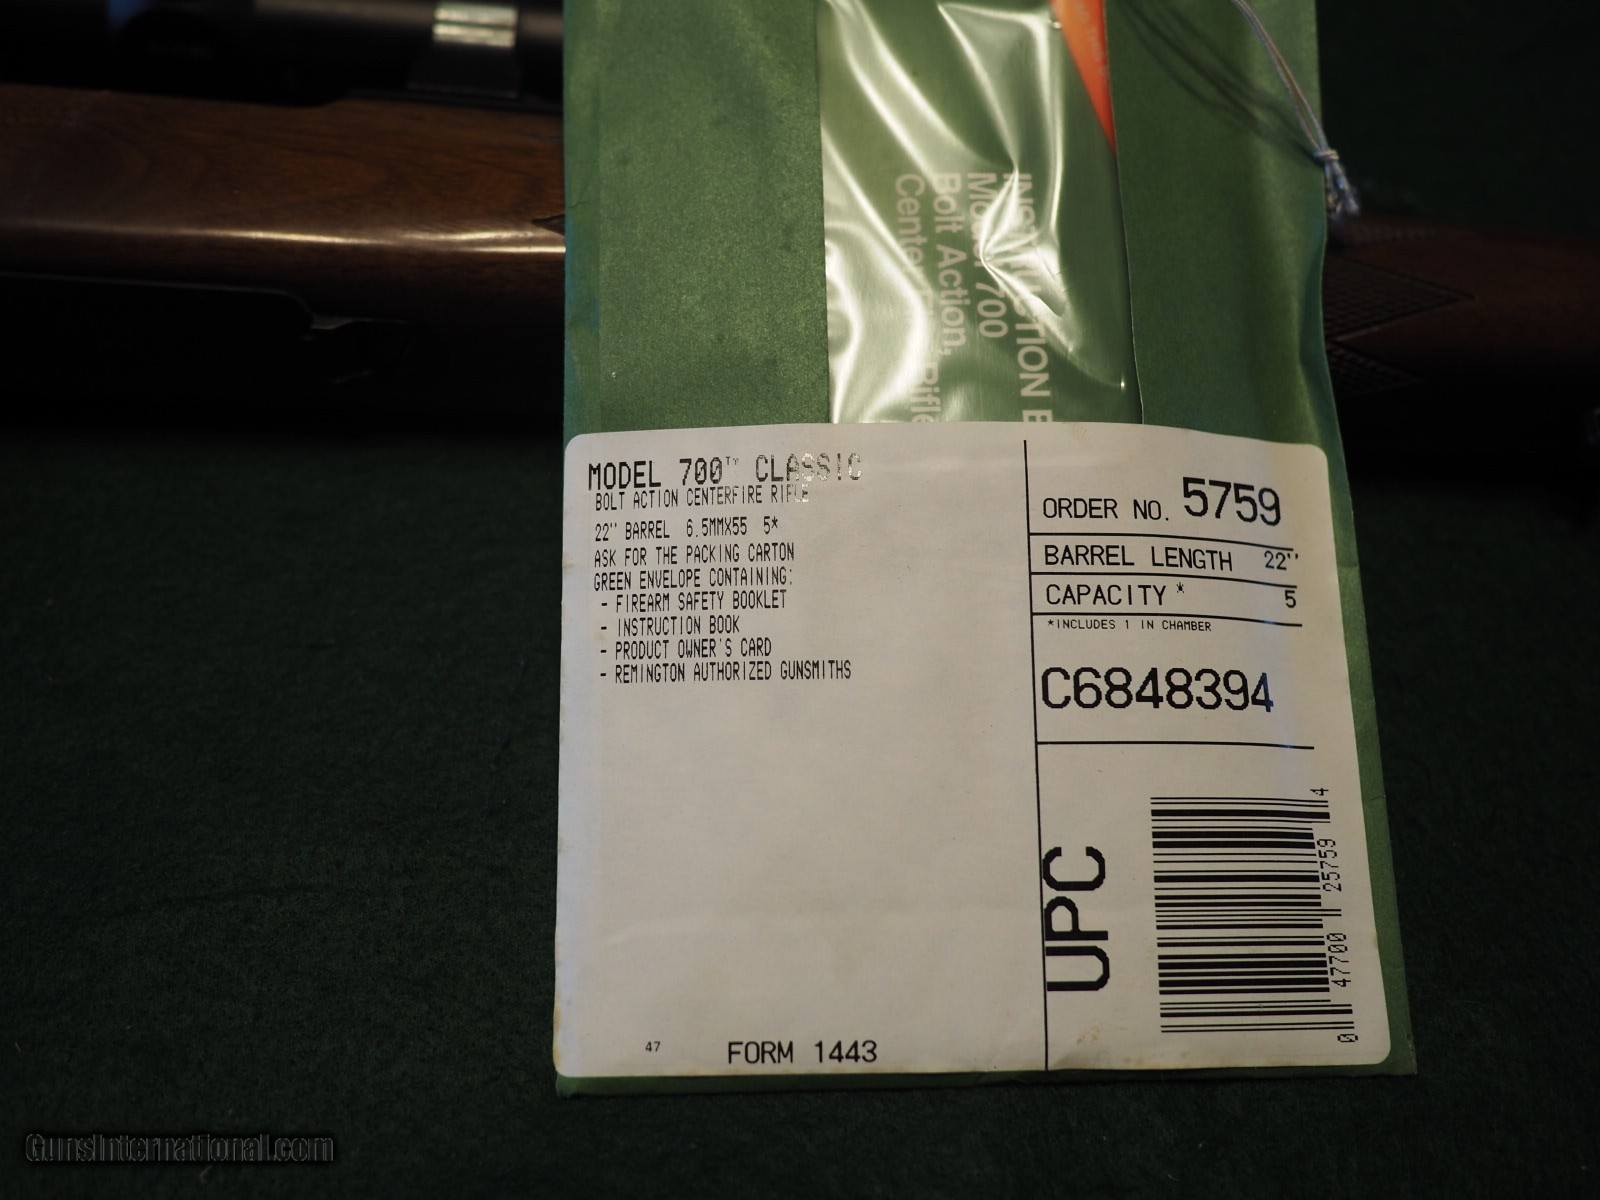 INSTRUCTION B
Model 700
Bolt Action,
Center Rifle
MODEL 700™ CLASSIC
BOLT ACTION CENTERFIRE RIFLE
22'' BARREL 6.5MMX55 5*
ASK FOR THE PACKING CARTON
GREEN ENVELOPE CONTAINING:
- FIREARM SAFETY BOOKLET
- INSTRUCTION BOOK
- PRODUCT OWNER'S CARD
- REMINGTON AUTHORIZED GUNSMITHS
47 FORM 1443
ORDER NO. 5759
BARREL LENGTH 22''
CAPACITY * 5
*INCLUDES 1 IN CHAMBER
C6848394
UPC
0 47700 25759 4
GunsInternational.com